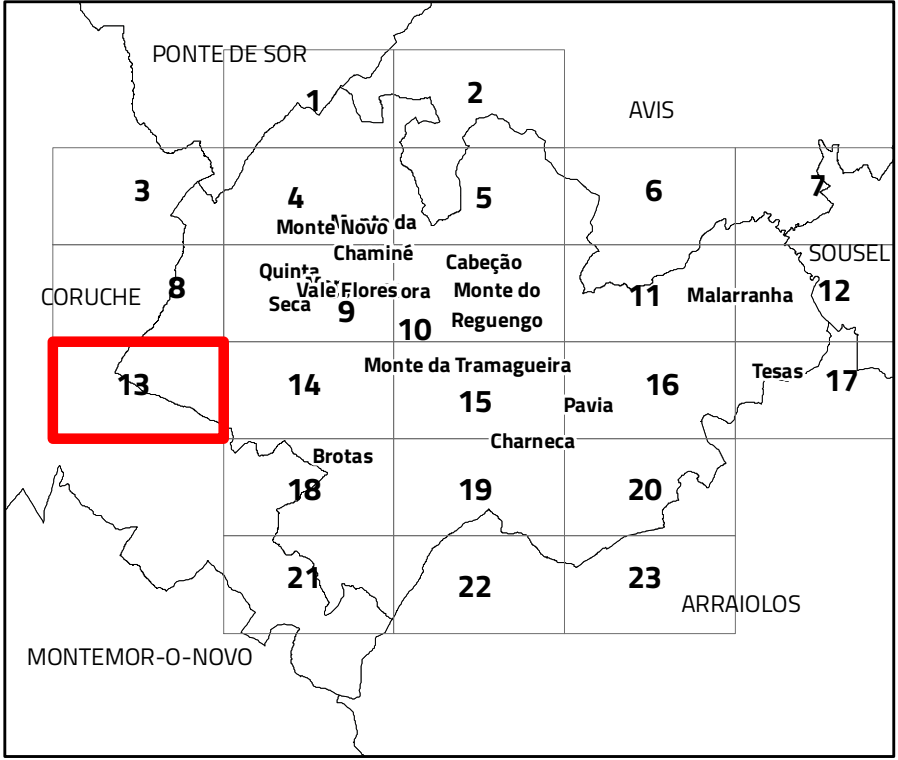 PONTE DE SOR
1
2
AVIS
3
4
5
6
7
Monte Novo
da
Chaminé
SOUSEL
Cabeção
Quinta
Seca
Vale Flores
ora
Monte do
Reguengo
CORUCHE
8
9
10
11
Malarranha
12
13
14
Monte da Tramagueira
15
Pavia
16
Tesas
17
Charneca
Brotas
18
19
20
21
22
23
ARRAIOLOS
MONTEMOR-O-NOVO